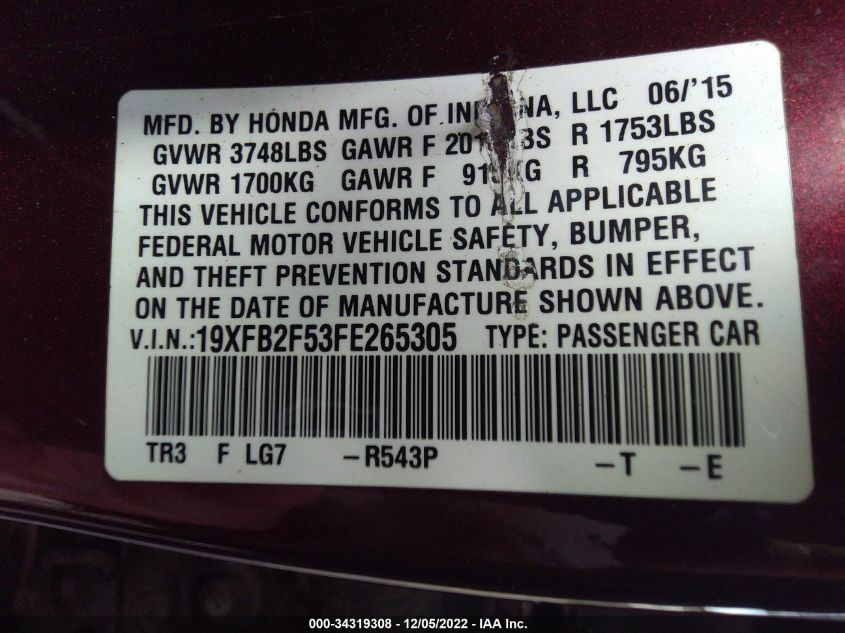 MFD. BY HONDA MFG. OF LLC 06/'15
GVWR 3748LBS GAWR F R 1753LBS
GVWR 1700KG GAWR F R 795KG
THIS VEHICLE CONFORMS TO ALL APPLICABLE
FEDERAL MOTOR VEHICLE SAFETY, BUMPER,
AND THEFT PREVENTION STANDARDS IN EFFECT
ON THE DATE OF MANUFACTURE SHOWN ABOVE.
V.I.N.:19XFB2F53FE265305 TYPE: PASSENGER CAR
TR3 F LG7 -R543P -T -E
000-34319308 - 12/05/2022 - IAA Inc.